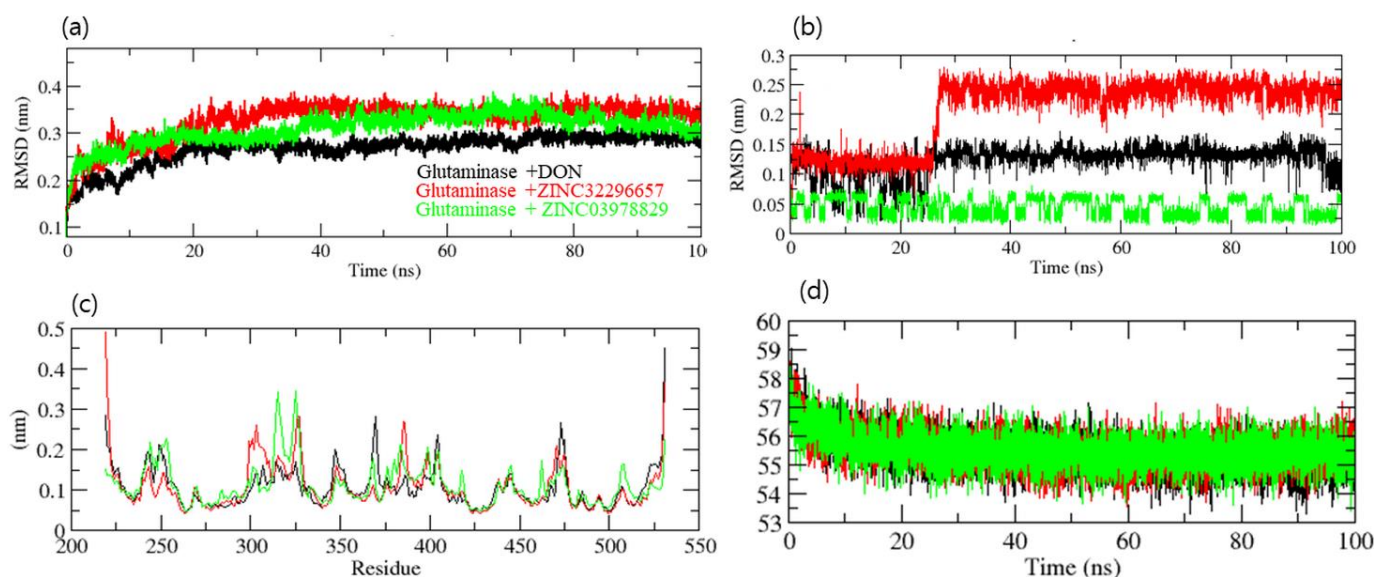 (a)
0.4
0.3
0.2
0.1
RMSD (nm)
Glutaminase +DON
Glutaminase +ZINC32296657
Glutaminase + ZINC03978829
0 20 40 60 80 100
Time (ns)
(b)
0.3
0.25
0.2
0.15
0.1
0.05
0
RMSD (nm)
0 20 40 60 80 100
Time (ns)
(c)
0.5
0.4
0.3
0.2
0.1
0
(nm)
200 250 300 350 400 450 500 550
Residue
(d)
60
59
58
57
56
55
54
53
0 20 40 60 80 100
Time (ns)